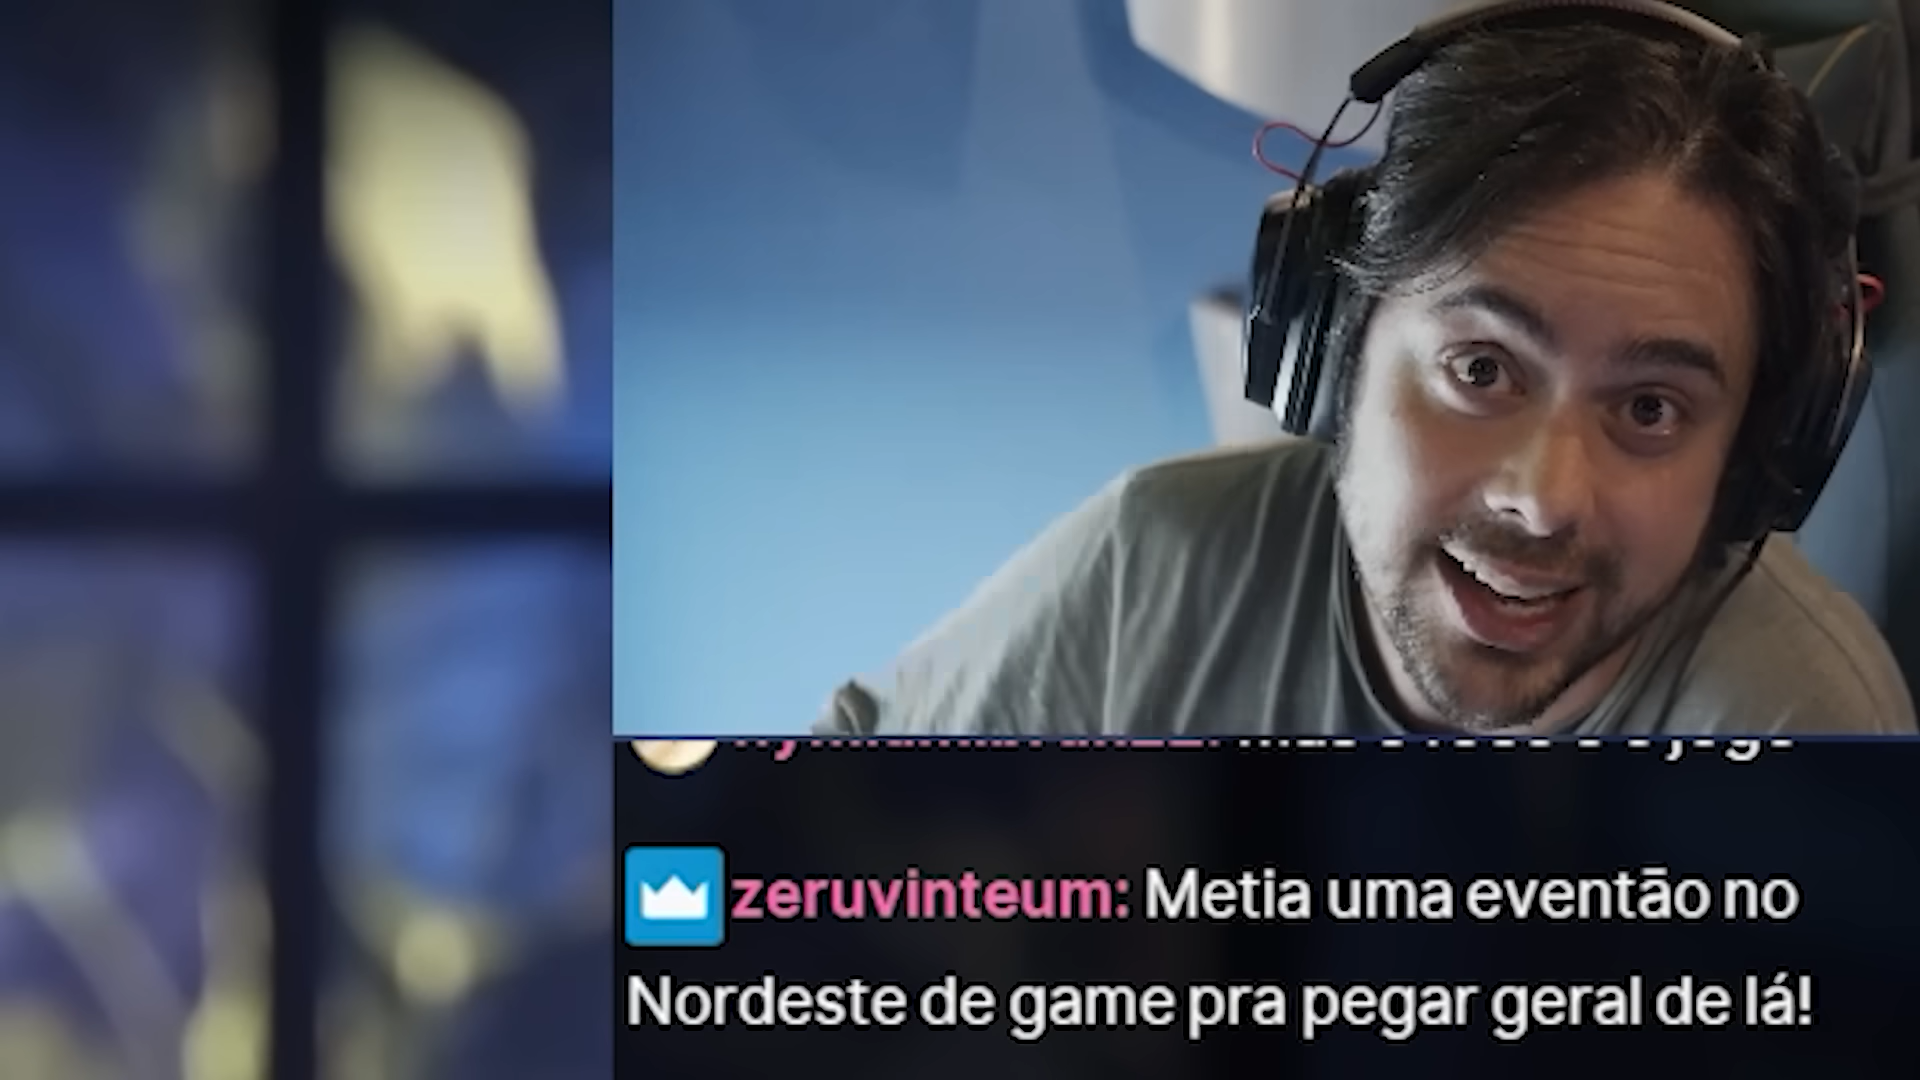 zeruvinteum: Metia uma eventão no
Nordeste de game pra pegar geral de lá!